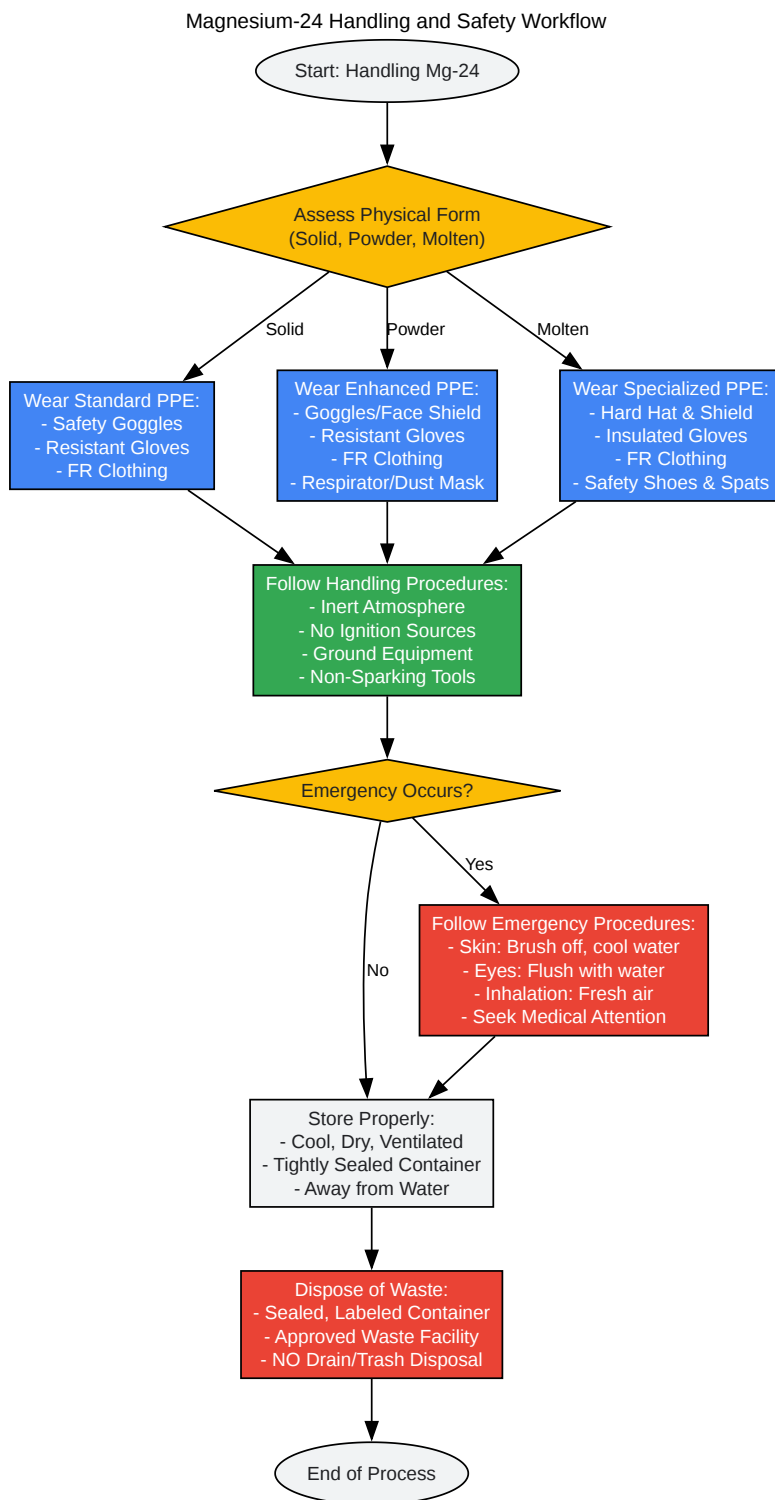 Magnesium-24 Handling and Safety Workflow
Start: Handling Mg-24
Assess Physical Form
(Solid, Powder, Molten)
Solid
Powder
Molten
Wear Standard PPE:
- Safety Goggles
- Resistant Gloves
- FR Clothing
Wear Enhanced PPE:
- Goggles/Face Shield
- Resistant Gloves
- FR Clothing
- Respirator/Dust Mask
Wear Specialized PPE:
- Hard Hat & Shield
- Insulated Gloves
- FR Clothing
- Safety Shoes & Spats
Follow Handling Procedures:
- Inert Atmosphere
- No Ignition Sources
- Ground Equipment
- Non-Sparking Tools
Emergency Occurs?
Yes
Follow Emergency Procedures:
- Skin: Brush off, cool water
- Eyes: Flush with water
- Inhalation: Fresh air
- Seek Medical Attention
No
Store Properly:
- Cool, Dry, Ventilated
- Tightly Sealed Container
- Away from Water
Dispose of Waste:
- Sealed, Labeled Container
- Approved Waste Facility
- NO Drain/Trash Disposal
End of Process